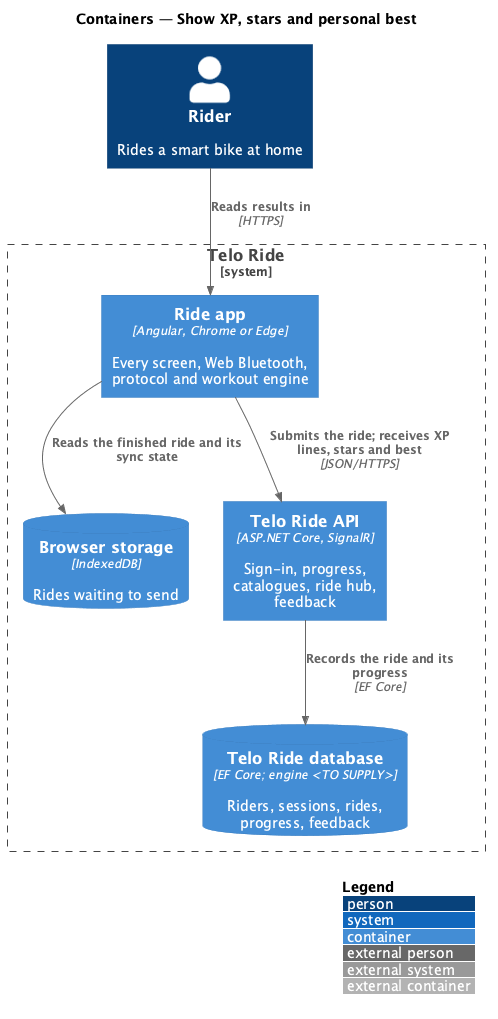 Containers — Show XP, stars and personal best
Rider
Rides a smart bike at home
Reads results in
[HTTPS]
Telo Ride
[system]
Ride app
[Angular, Chrome or Edge]
Every screen, Web Bluetooth,
protocol and workout engine
Reads the finished ride and its
sync state
Submits the ride; receives XP
lines, stars and best
[JSON/HTTPS]
Browser storage
[IndexedDB]
Rides waiting to send
Telo Ride API
[ASP.NET Core, SignalR]
Sign-in, progress,
catalogues, ride hub,
feedback
Records the ride and its
progress
[EF Core]
Telo Ride database
[EF Core; engine <TO SUPPLY>]
Riders, sessions, rides,
progress, feedback
Legend
person
system
container
external person
external system
external container